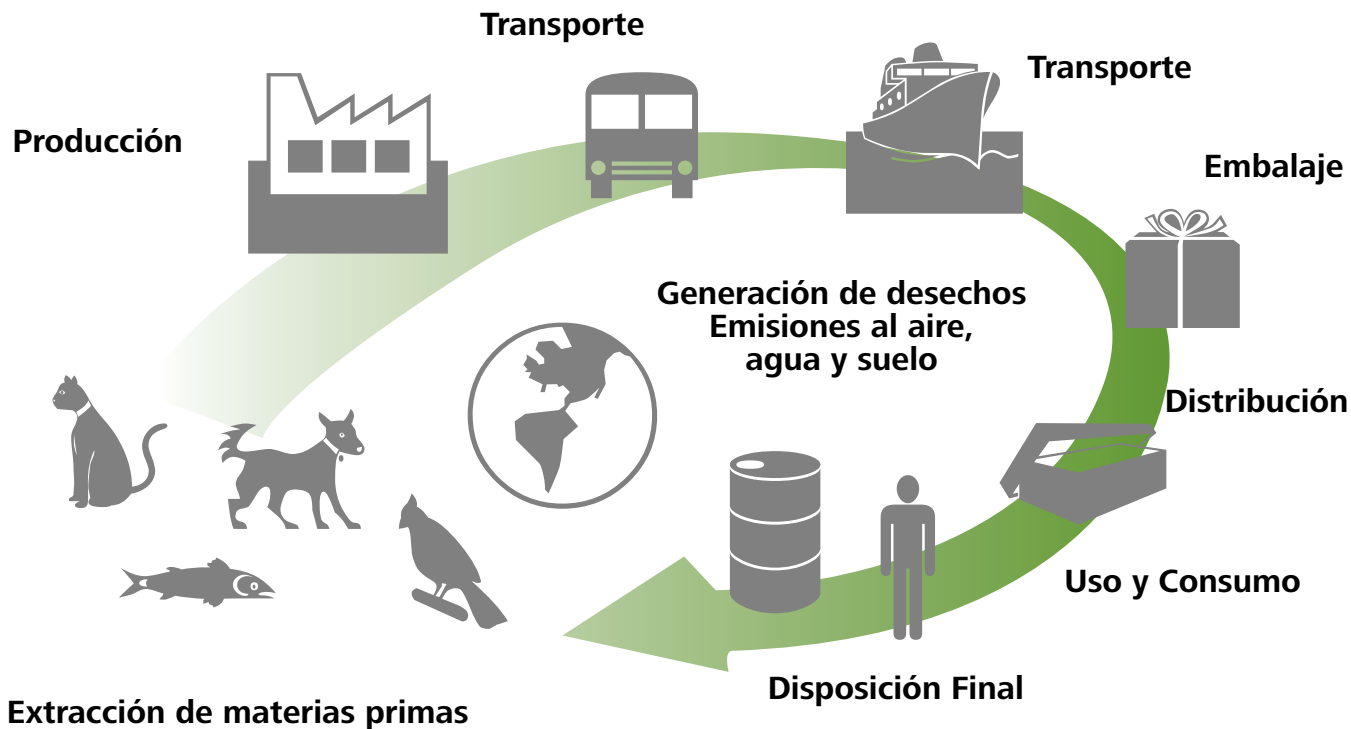 Transporte
Transporte
Producción
Embalaje
Generación de desechos
Emisiones al aire,
agua y suelo
Distribución
Uso y Consumo
Disposición Final
Extracción de materias primas